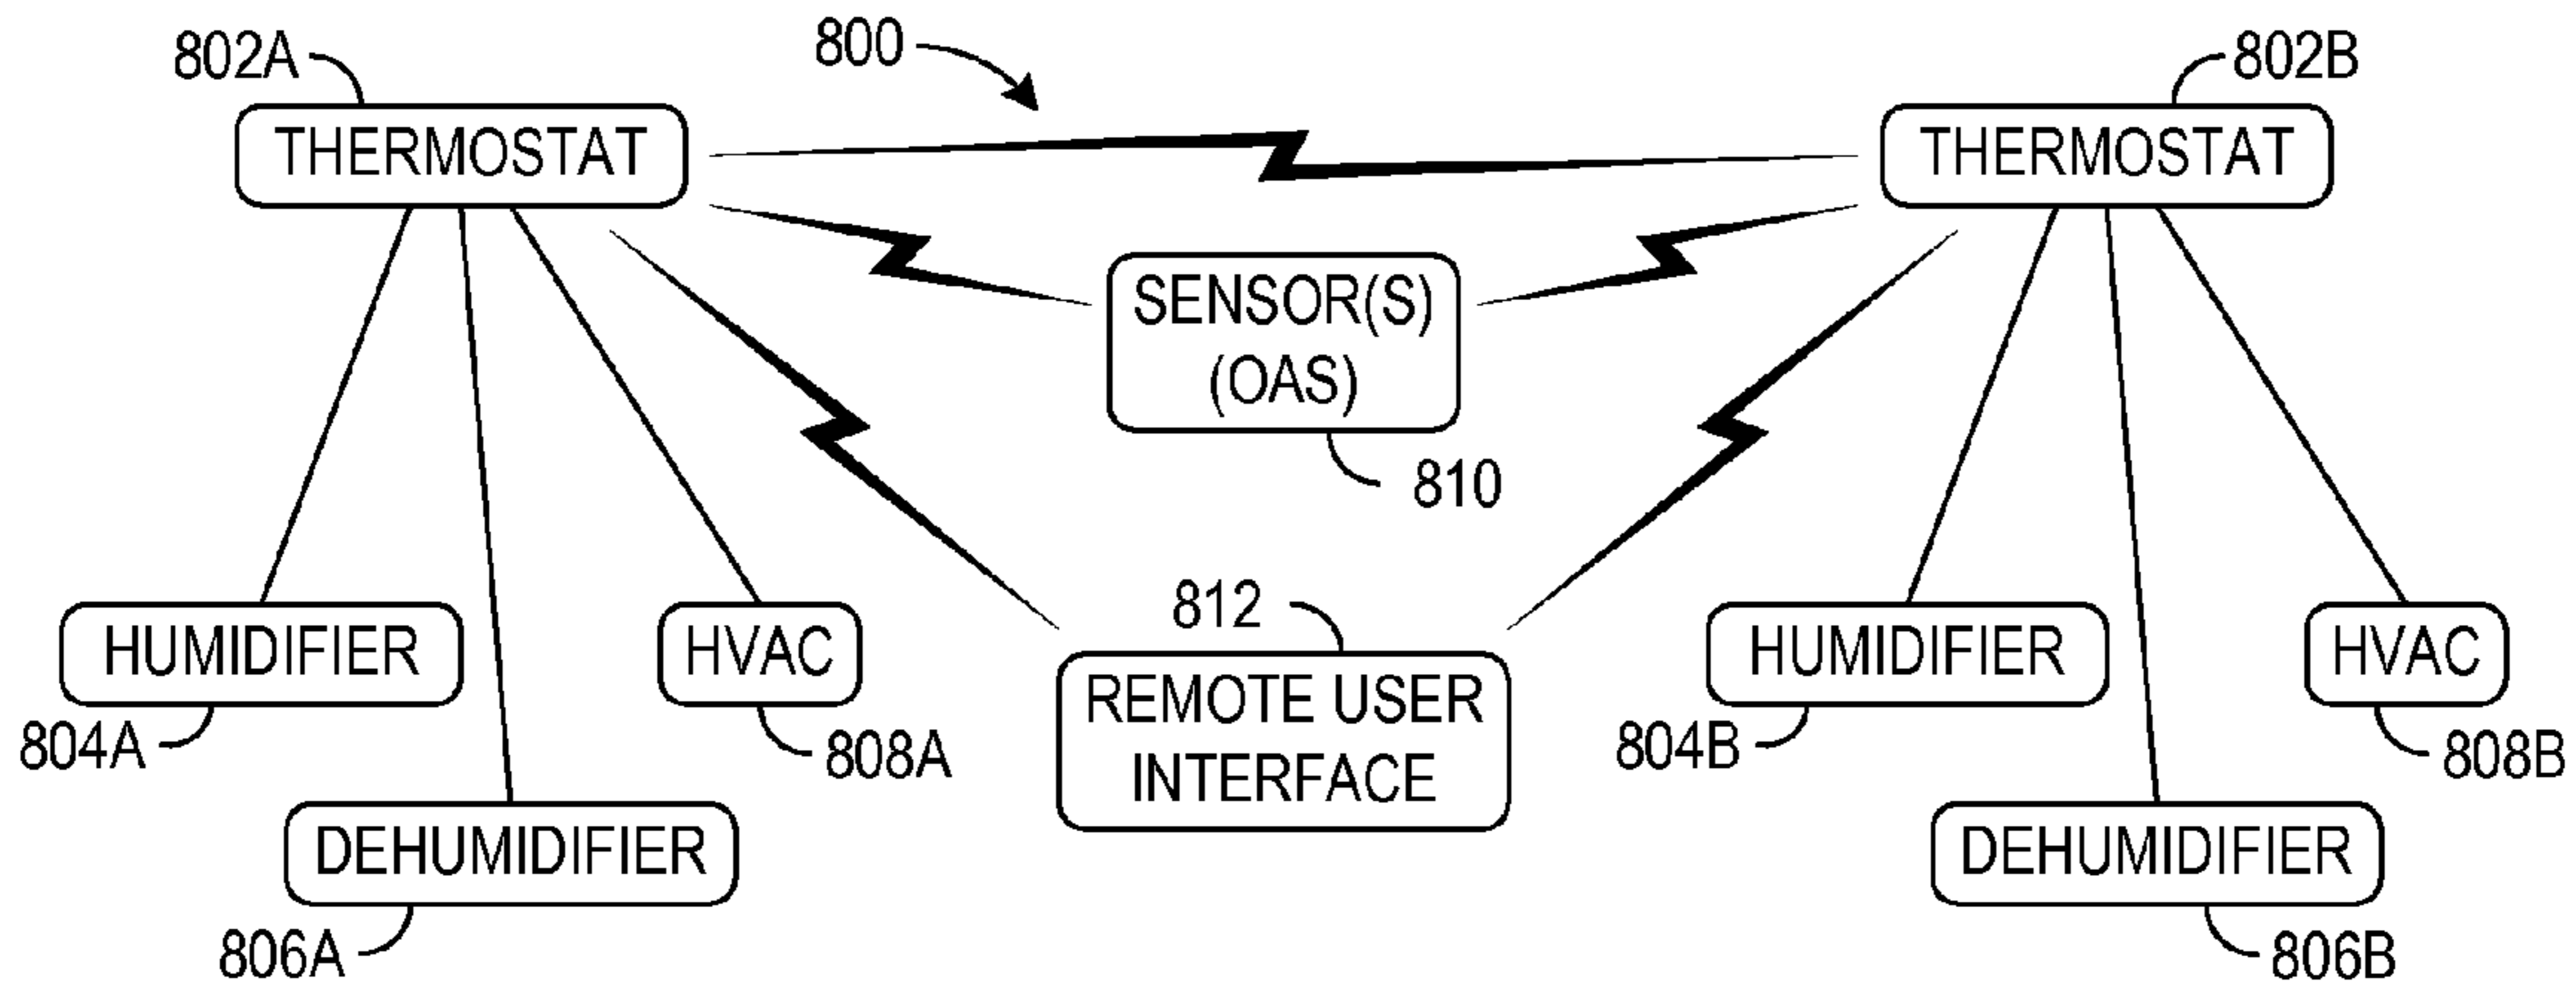 800
802A
802B
THERMOSTAT
THERMOSTAT
SENSOR(S)
(OAS)
810
812
HUMIDIFIER
HVAC
REMOTE USER
INTERFACE
HUMIDIFIER
HVAC
804A
808A
804B
808B
DEHUMIDIFIER
DEHUMIDIFIER
806A
806B